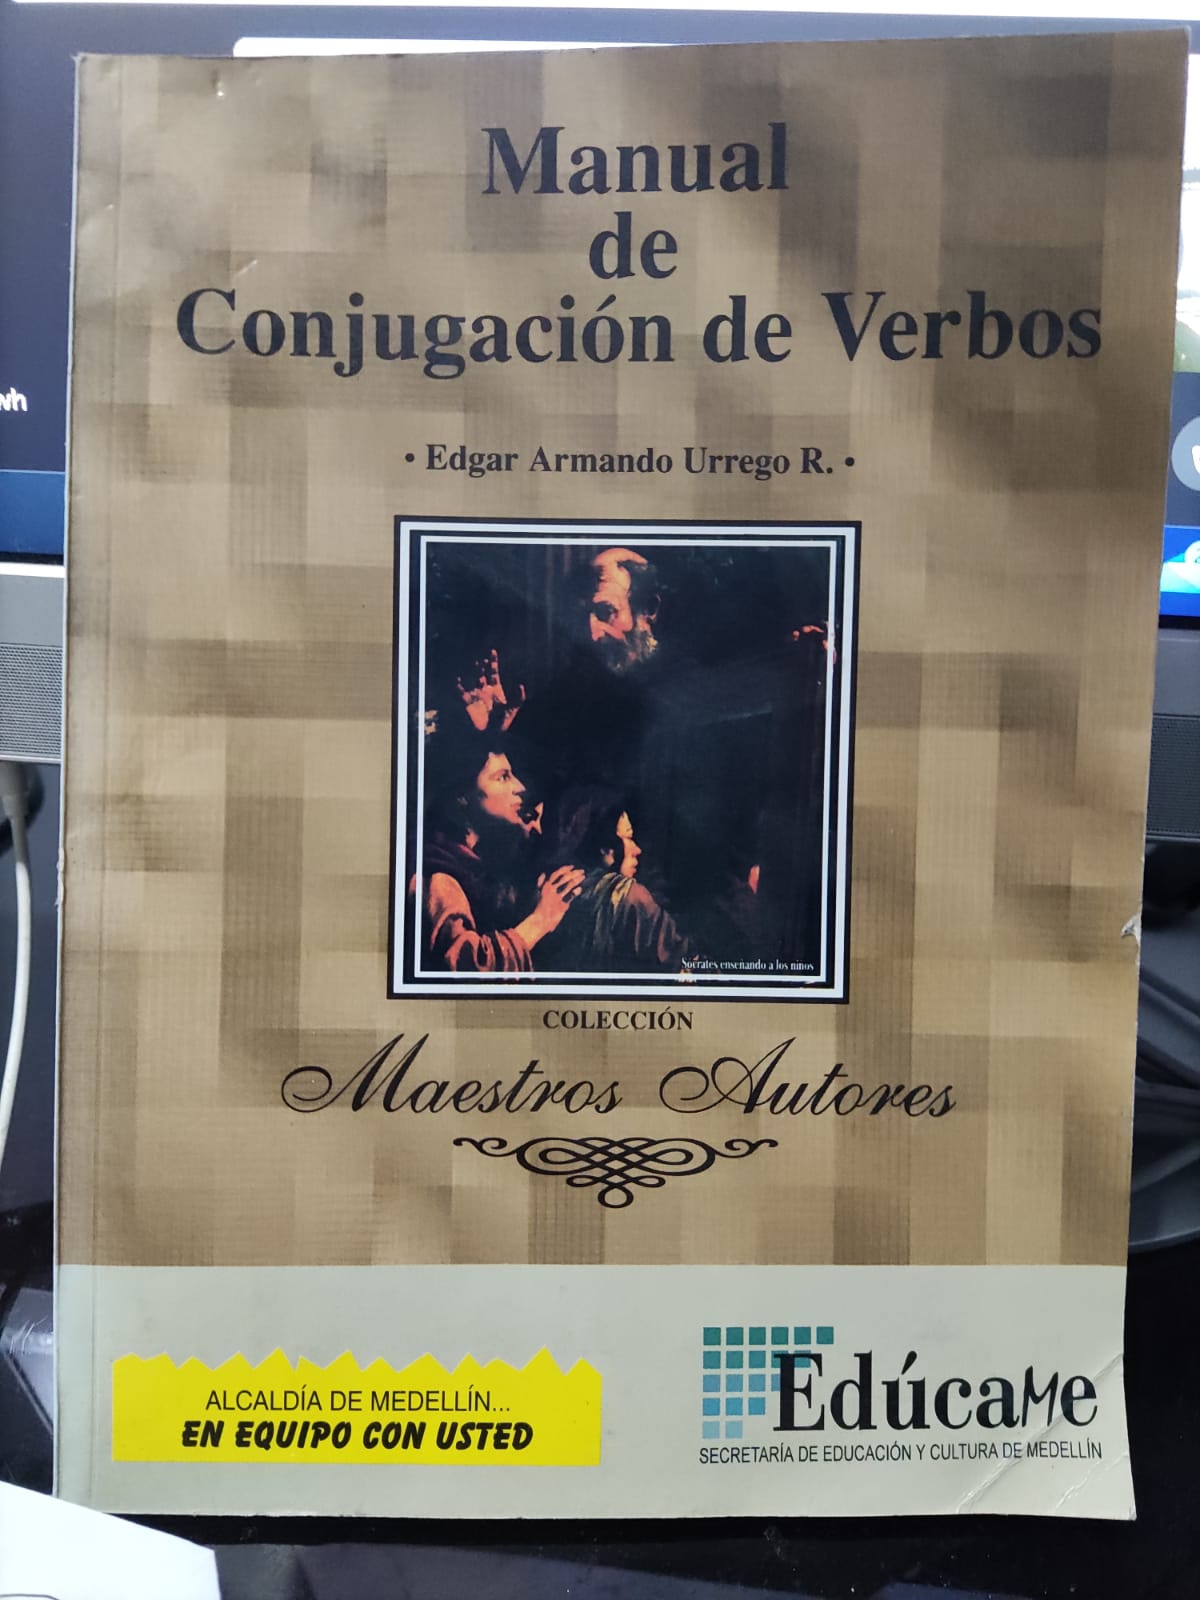 Manual
de
Conjugación de Verbos
• Edgar Armando Urrego R. •
Sócrates enseñando a los niños
COLECCIÓN
Maestros Autores
ALCALDÍA DE MEDELLÍN...
EN EQUIPO CON USTED
EdúcaMe
SECRETARÍA DE EDUCACIÓN Y CULTURA DE MEDELLÍN